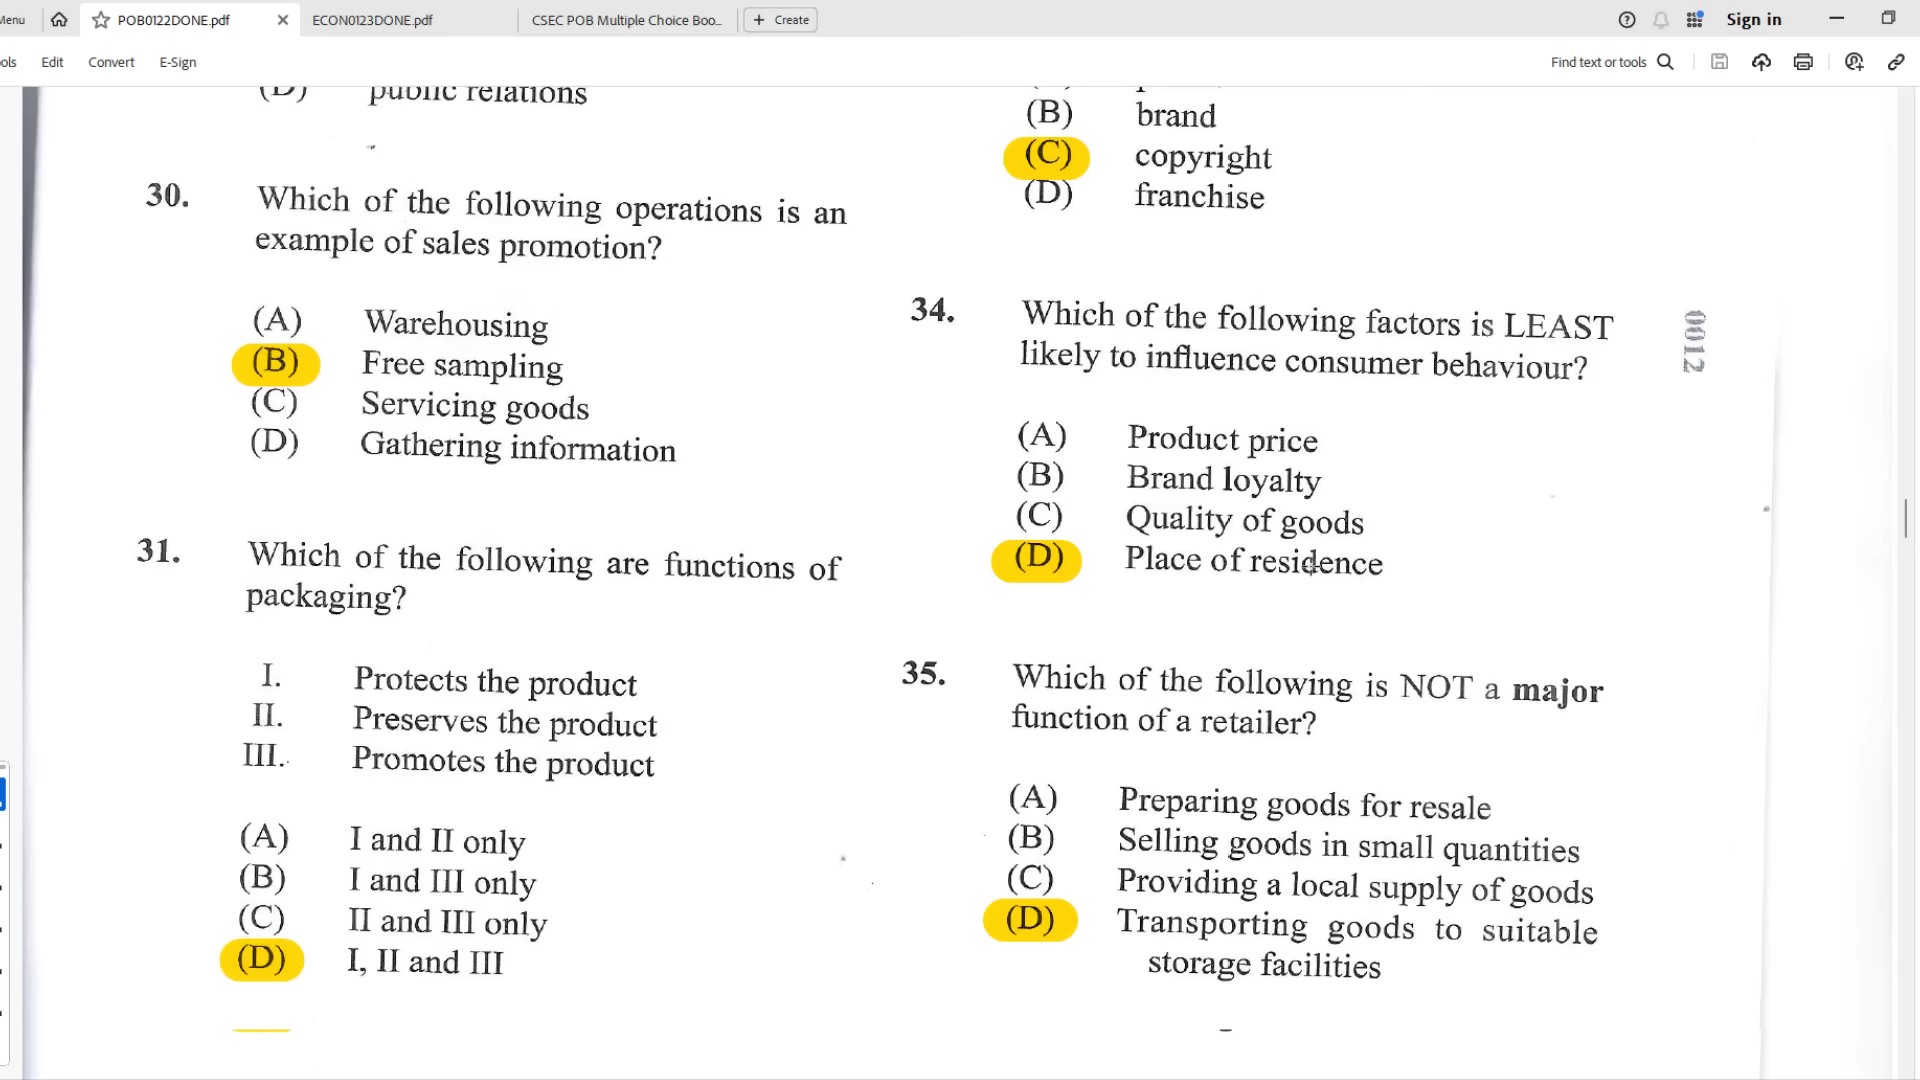 Menu
POB0122DONE.pdf
ECON0123DONE.pdf
CSEC POB Multiple Choice Boo...
+ Create
Sign in
ols
Edit
Convert
E-Sign
Find text or tools
(D) public relations
30. Which of the following operations is an
example of sales promotion?
(A) Warehousing
(B) Free sampling
(C) Servicing goods
(D) Gathering information
31. Which of the following are functions of
packaging?
I. Protects the product
II. Preserves the product
III. Promotes the product
(A) I and II only
(B) I and III only
(C) II and III only
(D) I, II and III
(B) brand
(C) copyright
(D) franchise
34. Which of the following factors is LEAST
likely to influence consumer behaviour?
(A) Product price
(B) Brand loyalty
(C) Quality of goods
(D) Place of residence
35. Which of the following is NOT a major
function of a retailer?
(A) Preparing goods for resale
(B) Selling goods in small quantities
(C) Providing a local supply of goods
(D) Transporting goods to suitable
storage facilities
0012